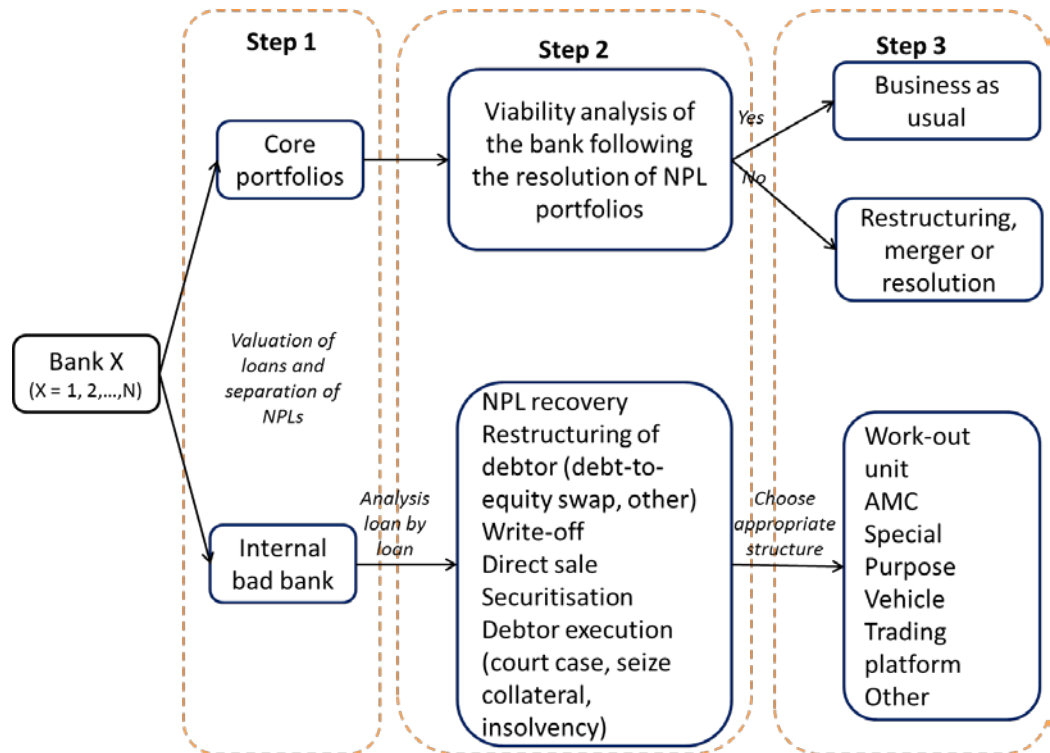 Step 1
Step 2
Step 3
Core
portfolios
Viability analysis of
the bank following
the resolution of NPL
portfolios
Yes
No
Business as
usual
Restructuring,
merger or
resolution
Bank X
(X = 1, 2,...,N)
Valuation of
loans and
separation of
NPLs
Internal
bad bank
Analysis
loan by
loan
NPL recovery
Restructuring of
debtor (debt-to-
equity swap, other)
Write-off
Direct sale
Securitisation
Debtor execution
(court case, seize
collateral,
insolvency)
Choose
appropriate
structure
Work-out
unit
AMC
Special
Purpose
Vehicle
Trading
platform
Other